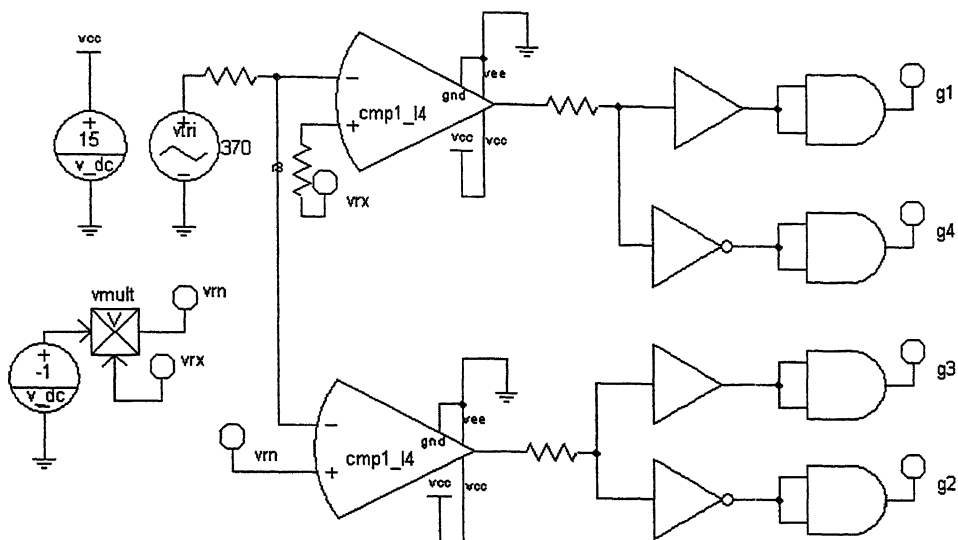 vcc
+
15
v_dc
+
vtri
-
370
-
+
cmp1_l4
gnd
vee
vcc
vcc
r3
vrx
g1
g4
vmult
V
vrn
vrx
+
-1
v_dc
vrn
-
+
cmp1_l4
gnd
vee
vcc
vcc
g3
g2